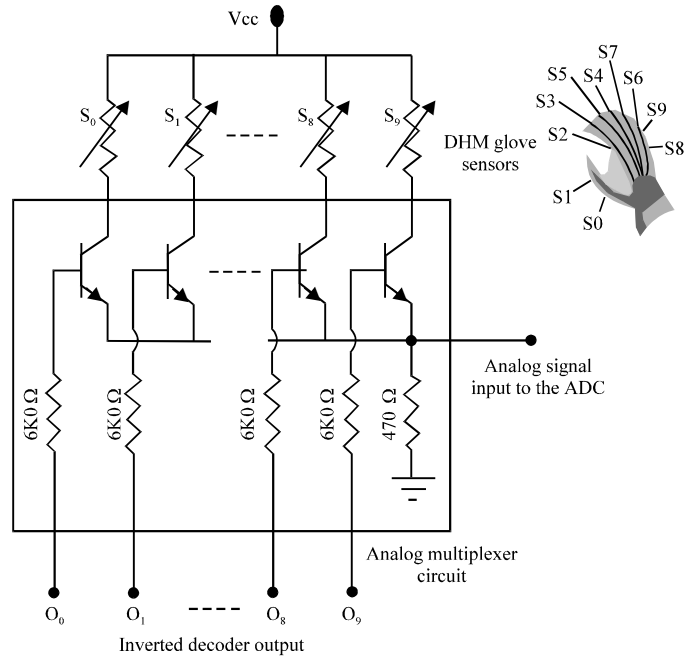 Vcc
S0
S1
S8
S9
DHM glove
sensors
S7
S5
S4
S6
S3
S9
S2
S8
S1
S0
6K0 Ω
6K0 Ω
6K0 Ω
6K0 Ω
470 Ω
Analog signal
input to the ADC
Analog multiplexer
circuit
O0
O1
O8
O9
Inverted decoder output